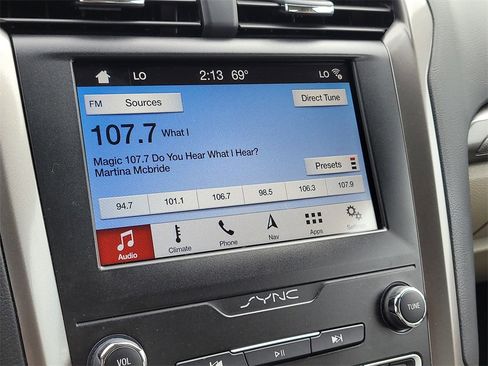 LO 2:13 69° LO
FM Sources Direct Tune
107.7 What I
Magic 107.7 Do You Hear What I Hear?
Martina Mcbride
Presets
94.7 101.1 106.7 98.5 106.3 107.9
Audio Climate Phone Nav Apps Settings
SYNC
VOL TUNE